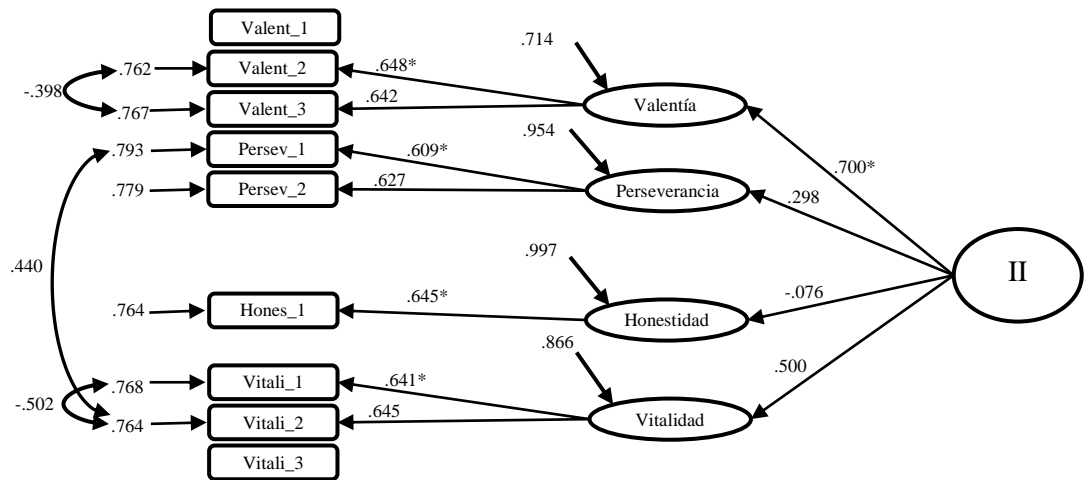 Valent_1
.714
.762 Valent_2 .648*
-.398
Valentía
.767 Valent_3 .642
.954
.793 Persev_1 .609*
.700*
.779 Persev_2 .627 Perseverancia
.298
.997
.440
II
-.076
.764 Hones_1 .645* Honestidad
.866
.500
.768 Vitali_1 .641*
-.502
.764 Vitali_2 .645 Vitalidad
Vitali_3